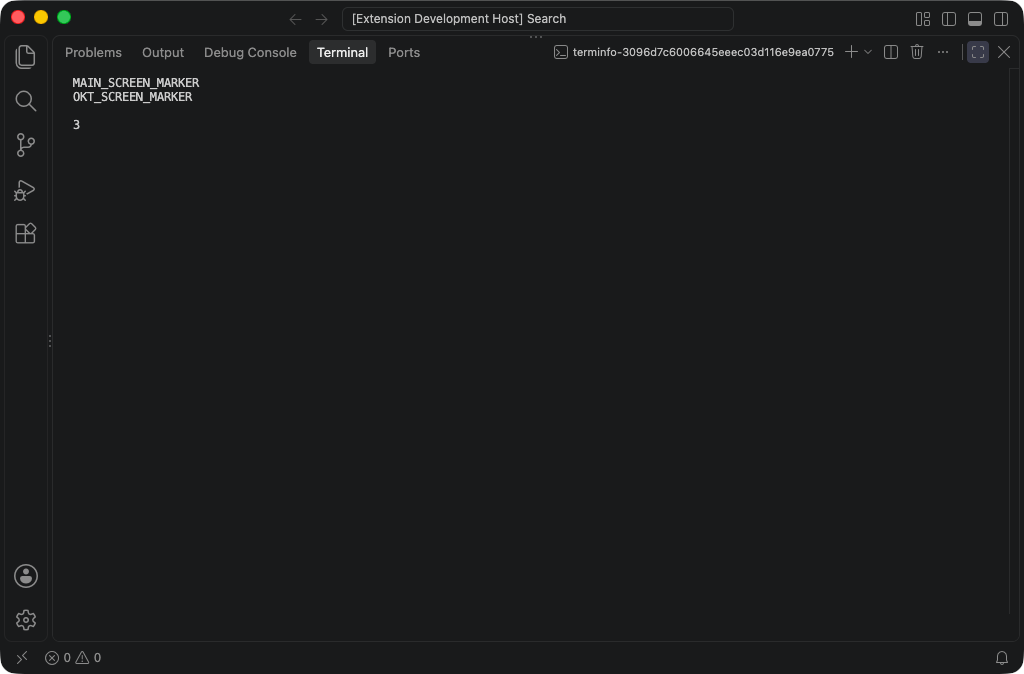 [Extension Development Host] Search
Problems Output Debug Console Terminal Ports
terminfo-3096d7c6006645eeec03d116e9ea0775
MAIN_SCREEN_MARKER
OKT_SCREEN_MARKER
3
0 0